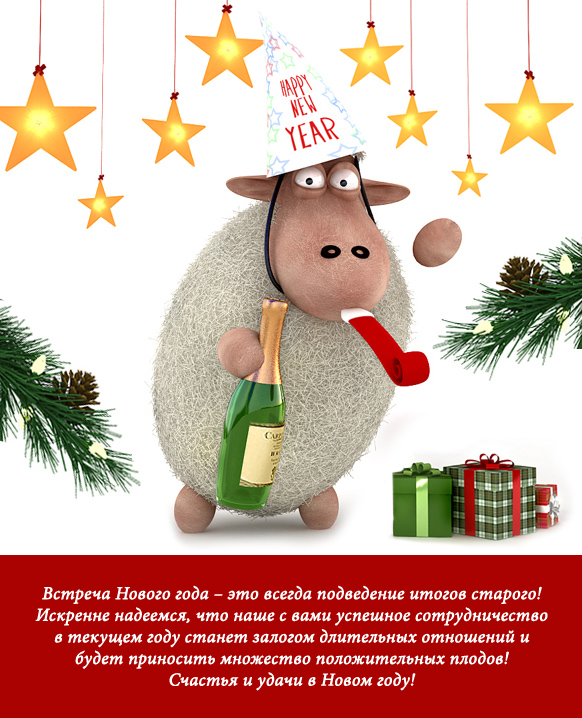 HAPPY
NEW
YEAR
Встреча Нового года – это всегда подведение итогов старого!
Искренне надеемся, что наше с вами успешное сотрудничество
в текущем году станет залогом длительных отношений и
будет приносить множество положительных плодов!
Счастья и удачи в Новом году!